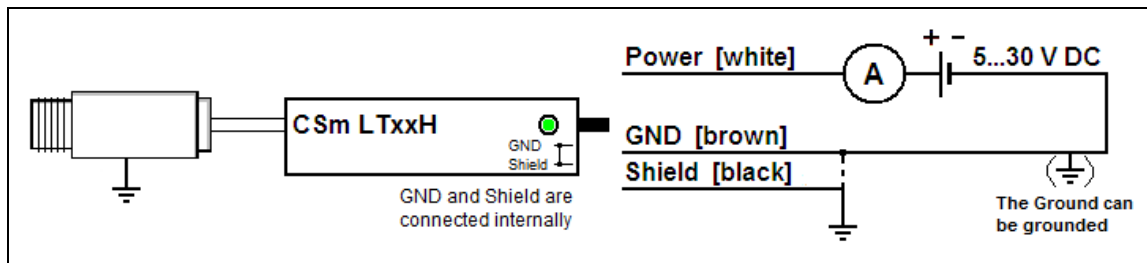 Power [white]
A
+ -
5...30 V DC
CSm LTxxH
GND
Shield
GND [brown]
Shield [black]
GND and Shield are
connected internally
The Ground can
be grounded